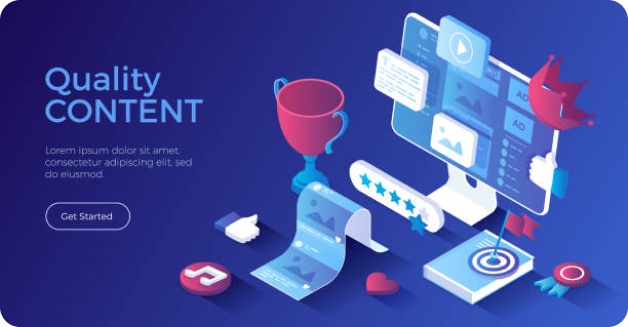 Quality
CONTENT
Lorem ipsum dolor sit amet,
consectetur adipiscing elit, sed
do eiusmod.
Get Started
T
AD
AD